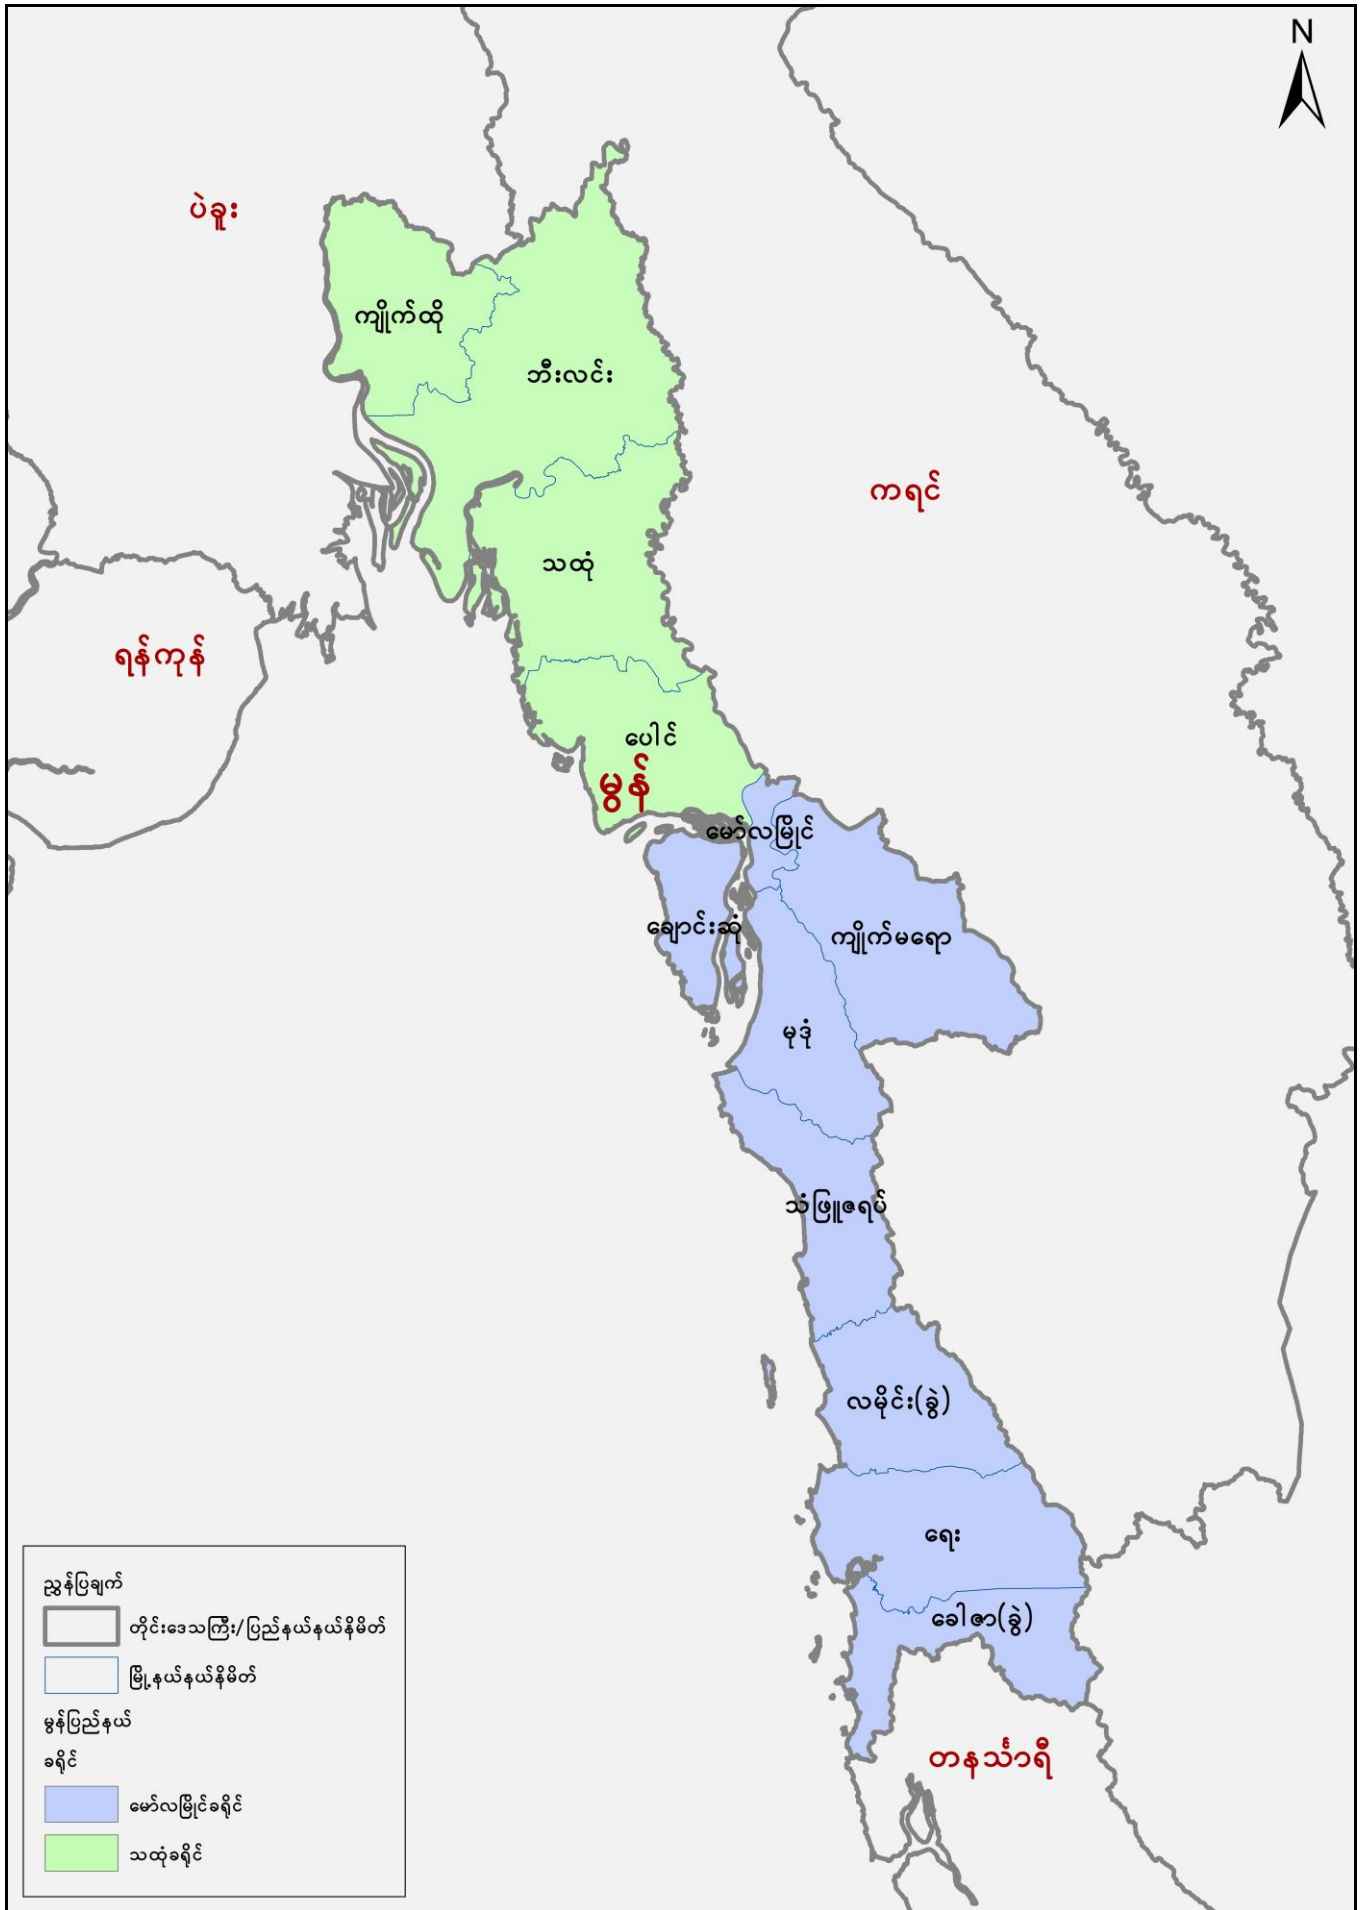 N
ပဲခူး
ကျိုက်ထို
ဘီးလင်း
ကရင်
သထုံ
ရန်ကုန်
ပေါင်
မွန်
မော်လမြိုင်
ချောင်းဆုံ
ကျိုက်မရော
မုဒုံ
သံဖြူဇရပ်
လမိုင်း(ခွဲ)
ရေး
ခေါဇာ(ခွဲ)
တနင်္သာရီ
ညွှန်ပြချက်
တိုင်းဒေသကြီး/ပြည်နယ်နယ်နိမိတ်
မြို့နယ်နယ်နိမိတ်
မွန်ပြည်နယ်
ခရိုင်
မော်လမြိုင်ခရိုင်
သထုံခရိုင်